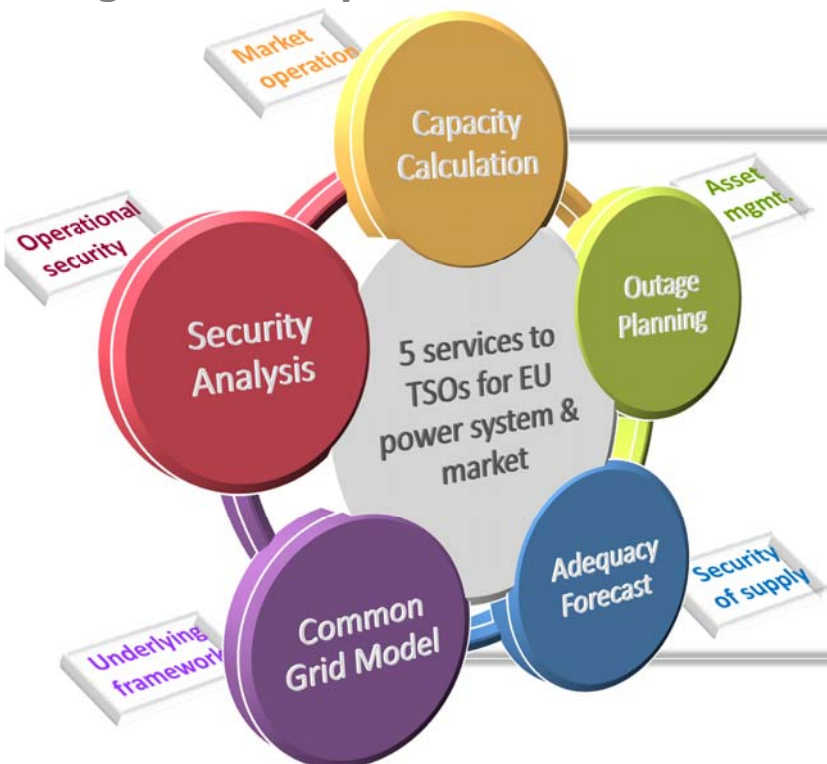 Market
operation
Capacity
Calculation
Asset
mgmt.
Operational
security
Outage
Planning
Security
Analysis
5 services to
TSOs for EU
power system &
market
Adequacy
Forecast
Security
of supply
Common
Grid Model
Underlying
framework